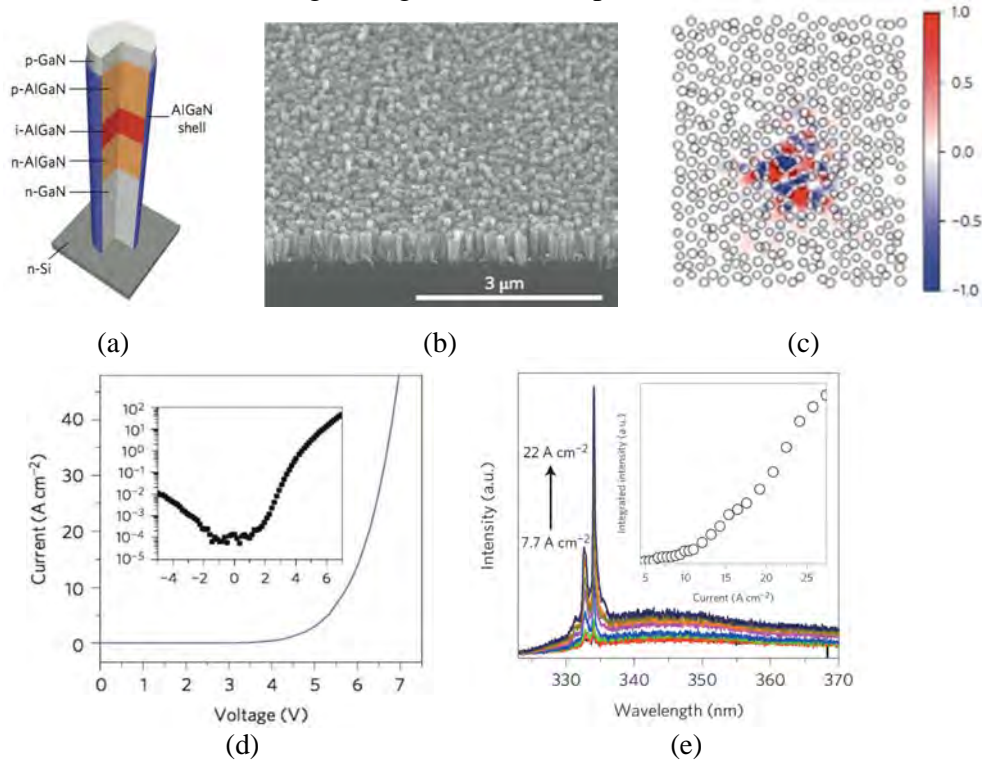 p-GaN
p-AlGaN
i-AlGaN
n-AlGaN
n-GaN
n-Si
AlGaN
shell
3 μm
1.0
0.5
0.0
−0.5
−1.0
(a) (b) (c)
Current (A cm⁻²)
40
30
20
10
0
10²
10¹
10⁰
10⁻¹
10⁻²
10⁻³
10⁻⁴
10⁻⁵
−4 −2 0 2 4 6
0 1 2 3 4 5 6 7
Voltage (V)
Intensity (a.u.)
22 A cm⁻²
7.7 A cm⁻²
Integrated intensity (a.u.)
5 10 15 20 25
Current (A cm⁻²)
330 340 350 360 370
Wavelength (nm)
(d) (e)